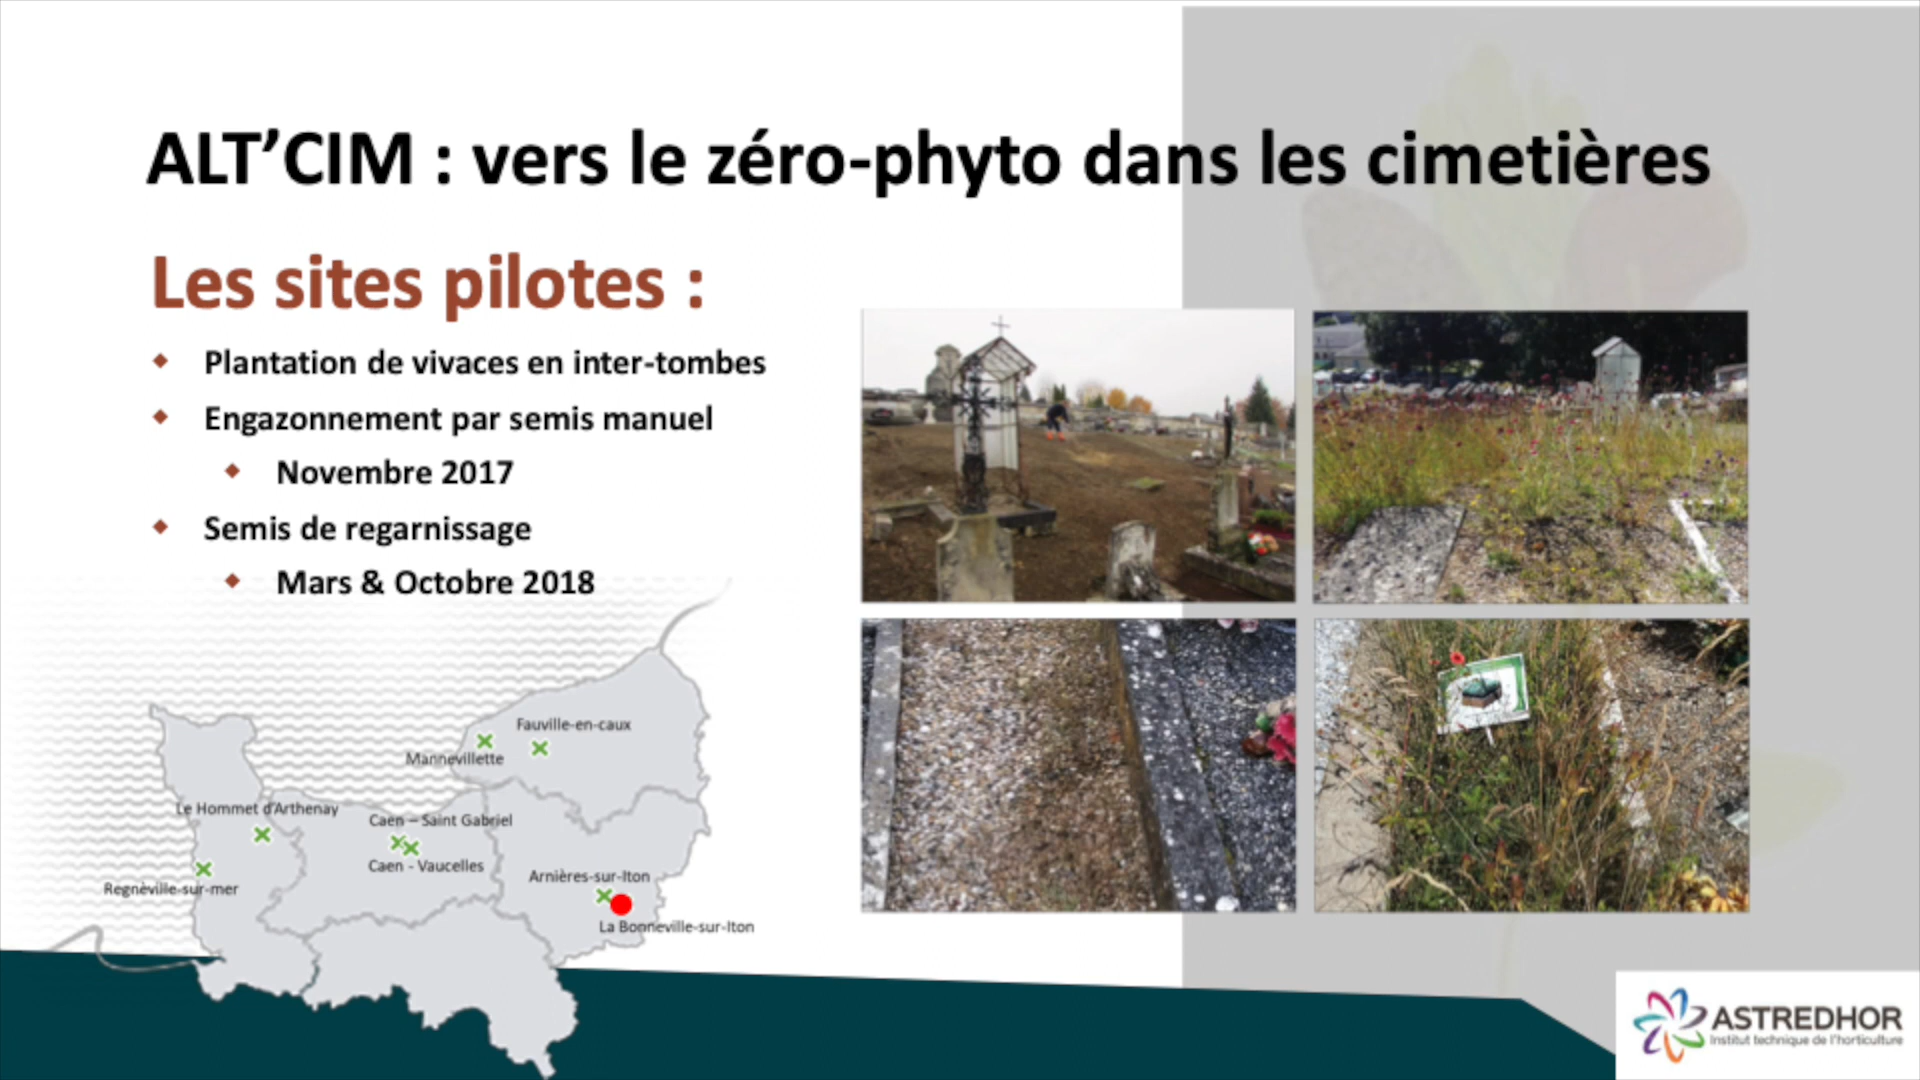 ALT’CIM : vers le zéro-phyto dans les cimetières
Les sites pilotes :
Plantation de vivaces en inter-tombes
Engazonnement par semis manuel
Novembre 2017
Semis de regarnissage
Mars & Octobre 2018
Fauville-en-caux
Mannevillette
Le Hommet d'Arthenay
Caen – Saint Gabriel
Caen - Vaucelles
Regnèville-sur-mer
Arnières-sur-Iton
La Bonneville-sur-Iton
ASTREDHOR
Institut technique de l'horticulture